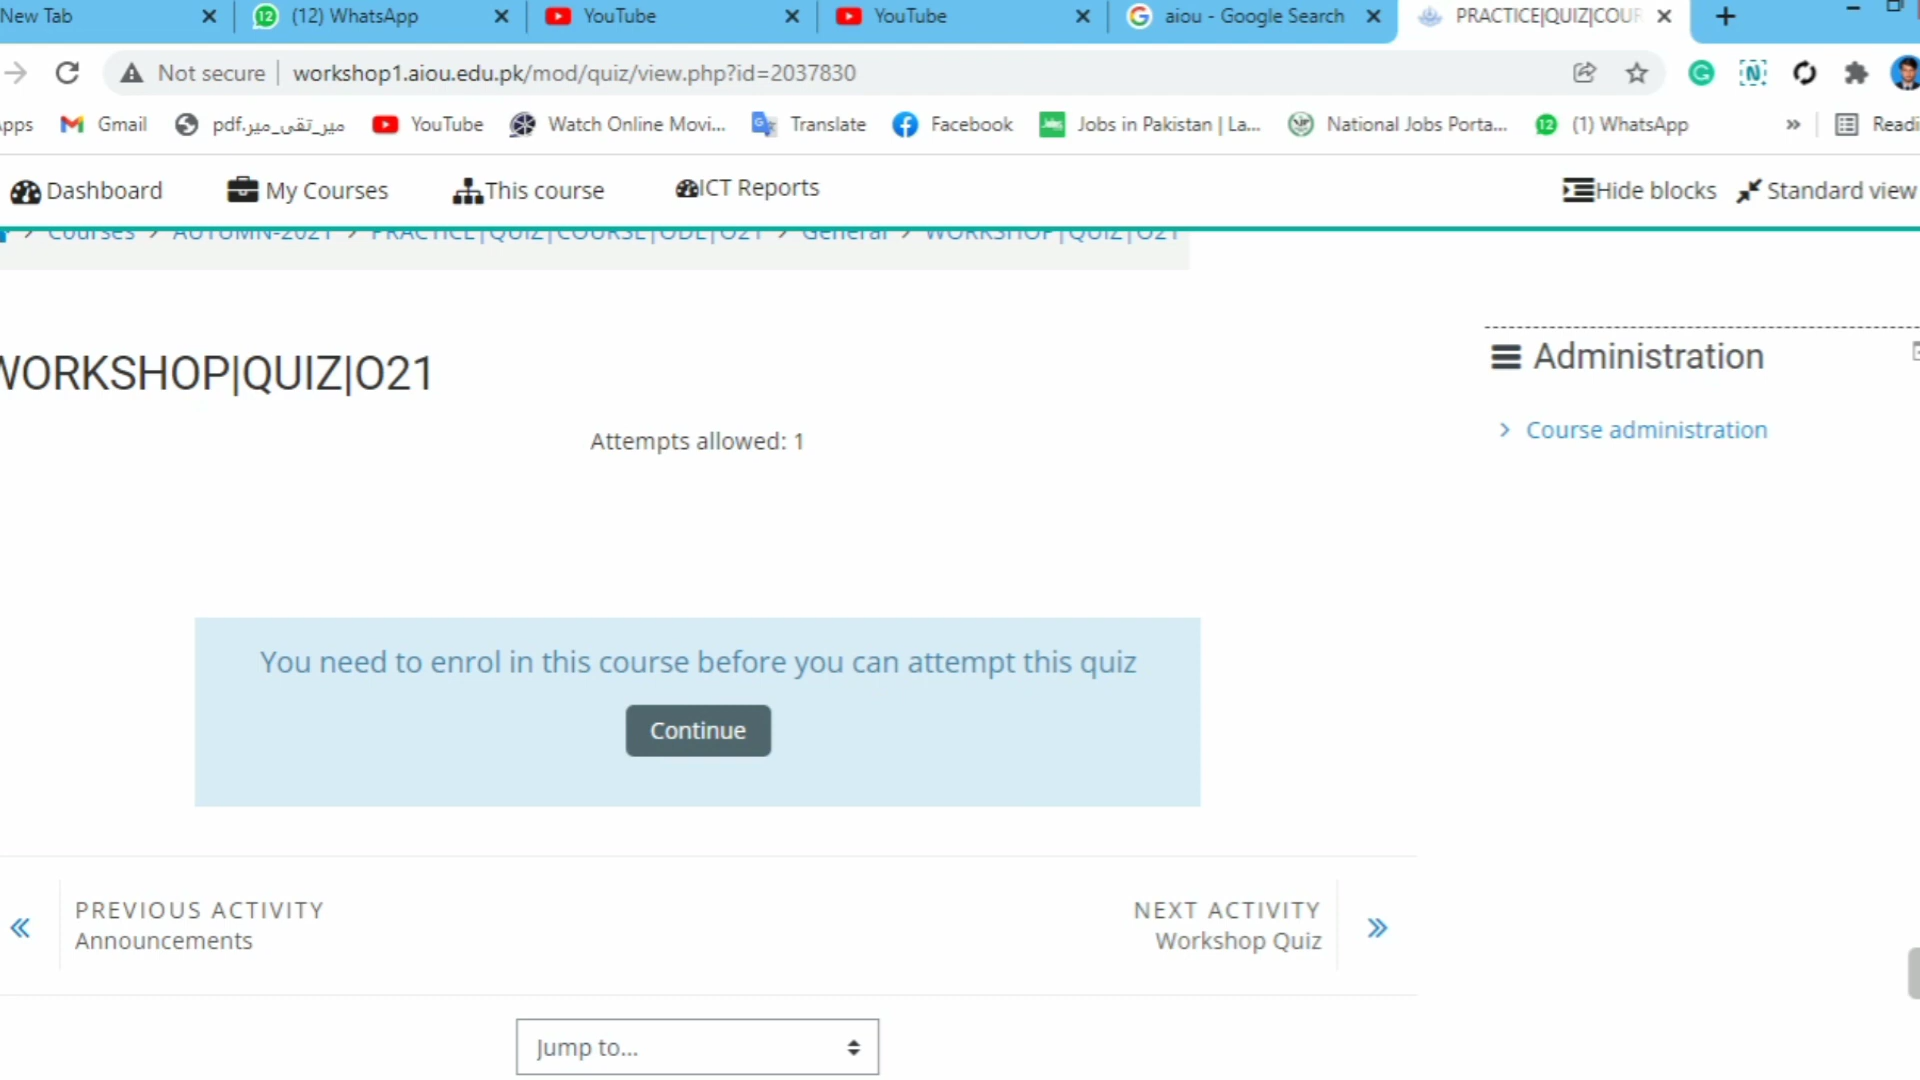 New Tab
(12) WhatsApp
YouTube
YouTube
aiou - Google Search
PRACTICE|QUIZ|COUR
Not secure
workshop1.aiou.edu.pk/mod/quiz/view.php?id=2037830
pps
Gmail
میر_تقی_میر.pdf
YouTube
Watch Online Movi...
Translate
Facebook
Jobs in Pakistan | La...
National Jobs Porta...
12
(1) WhatsApp
»
Readi
Dashboard
My Courses
This course
ICT Reports
Hide blocks
Standard view
Courses > AUTUMN-2021 > PRACTICE|QUIZ|COURSE|ODL|O21 > General > WORKSHOP|QUIZ|O21
WORKSHOP|QUIZ|O21
Attempts allowed: 1
Administration
Course administration
You need to enrol in this course before you can attempt this quiz
Continue
PREVIOUS ACTIVITY
Announcements
NEXT ACTIVITY
Workshop Quiz
Jump to...